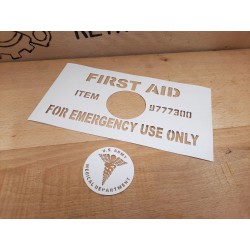 FIRST AID
ITEM 9777300
FOR EMERGENCY USE ONLY
U.S. ARMY
MEDICAL DEPARTMENT